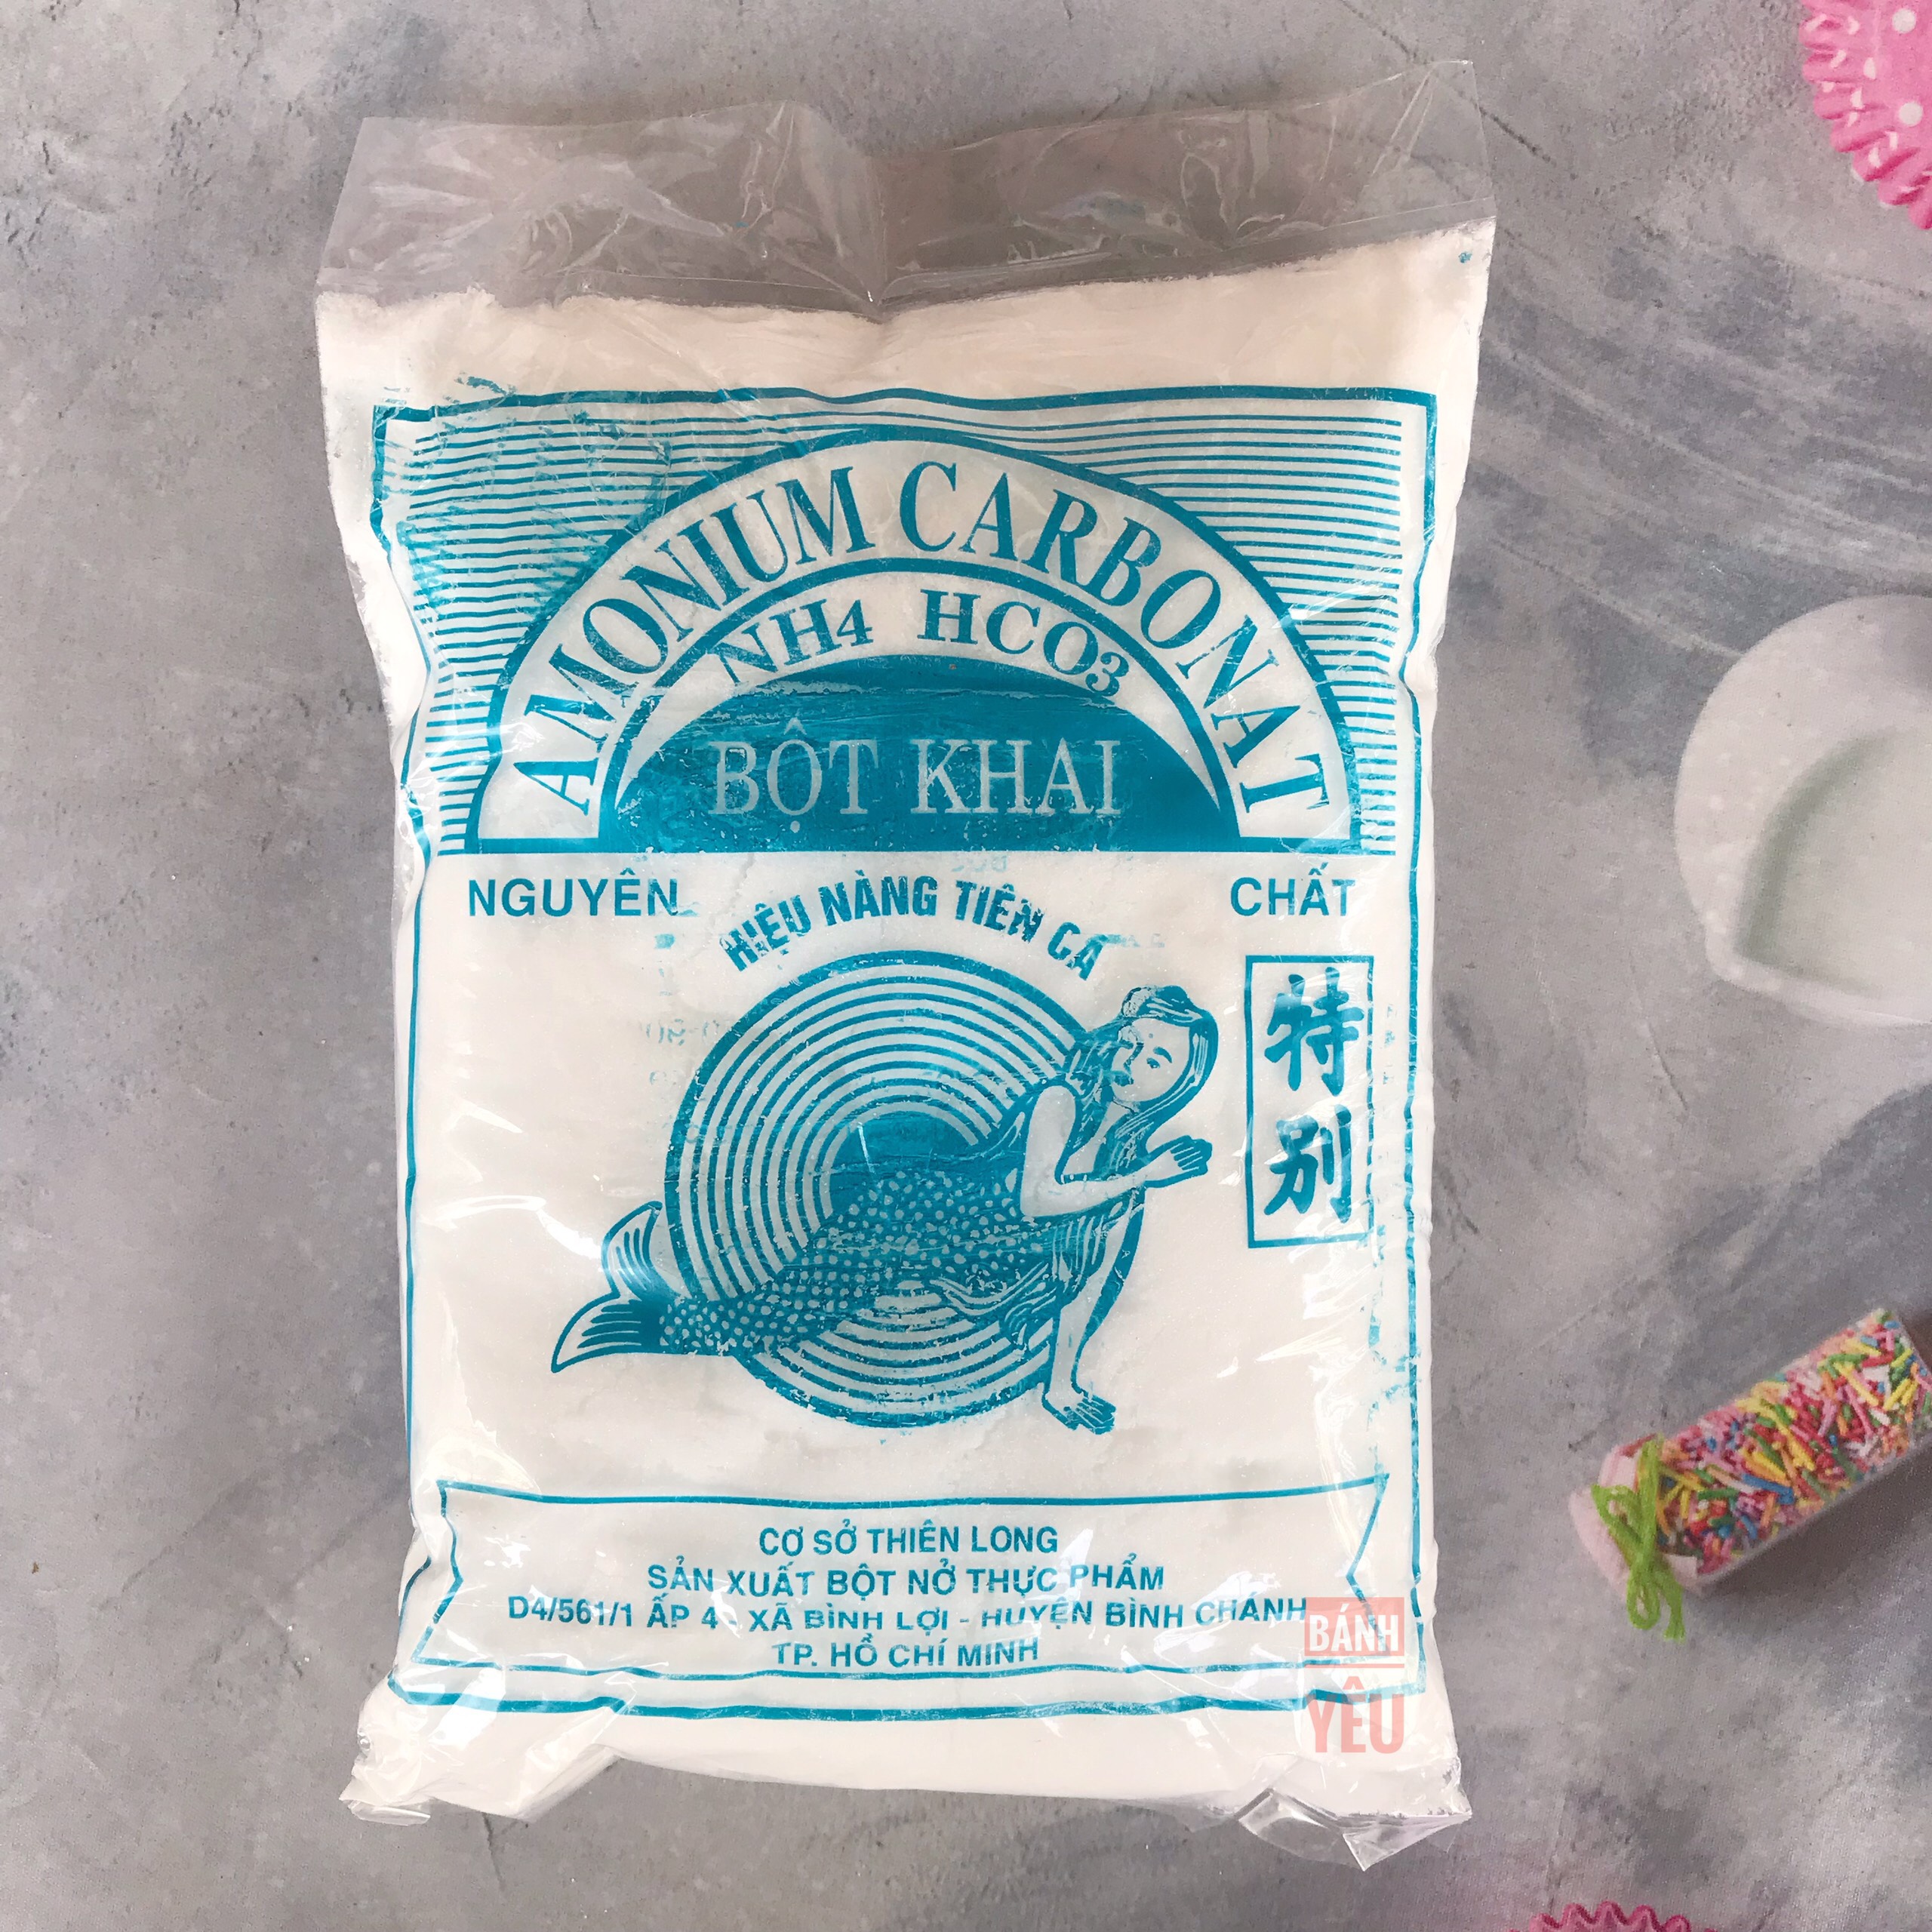 AMONIUM CARBONAT
NH4 HCO3
BỘT KHAI
NGUYÊN CHẤT
HIỆU NÀNG TIÊN CÁ
特別
CƠ SỞ THIÊN LONG
SẢN XUẤT BỘT NỞ THỰC PHẨM
D4/561/1 ẤP 4 - XÃ BÌNH LỢI - HUYỆN BÌNH CHÁNH
TP. HỒ CHÍ MINH
BÁNH
YÊU